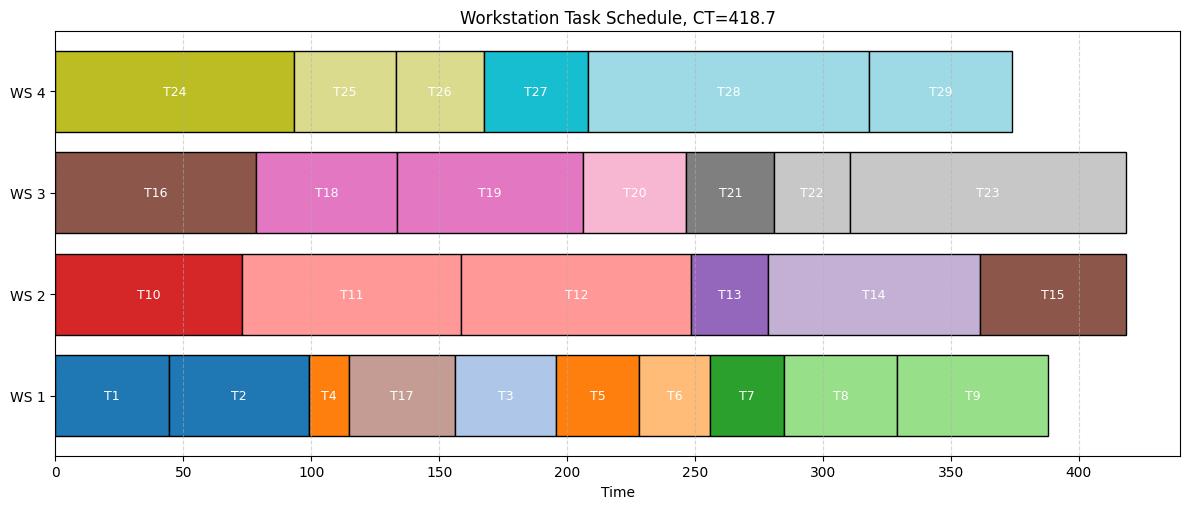 Workstation Task Schedule, CT=418.7
WS 4
T24 T25 T26 T27 T28 T29
WS 3
T16 T18 T19 T20 T21 T22 T23
WS 2
T10 T11 T12 T13 T14 T15
WS 1
T1 T2 T4 T17 T3 T5 T6 T7 T8 T9
0 50 100 150 200 250 300 350 400
Time